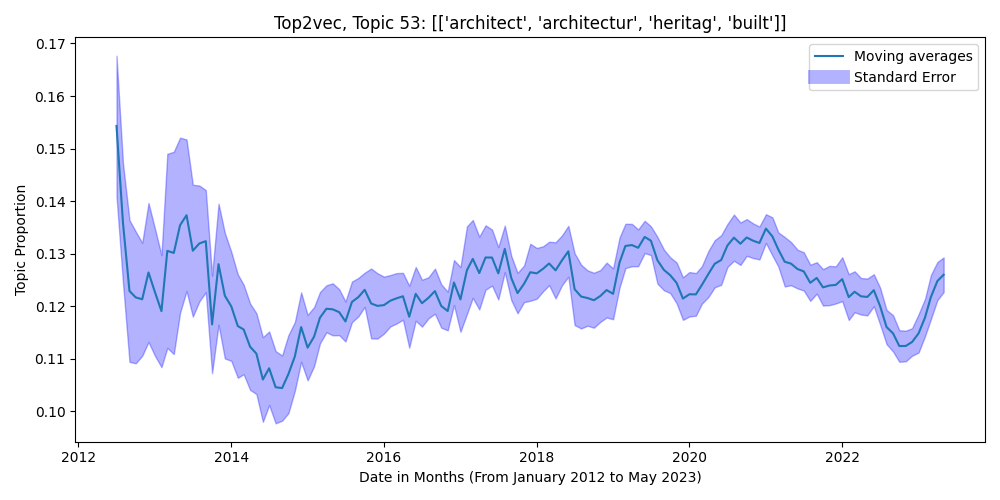 Top2vec, Topic 53: [['architect', 'architectur', 'heritag', 'built']]
Moving averages
Standard Error
Topic Proportion
0.17
0.16
0.15
0.14
0.13
0.12
0.11
0.10
2012 2014 2016 2018 2020 2022
Date in Months (From January 2012 to May 2023)